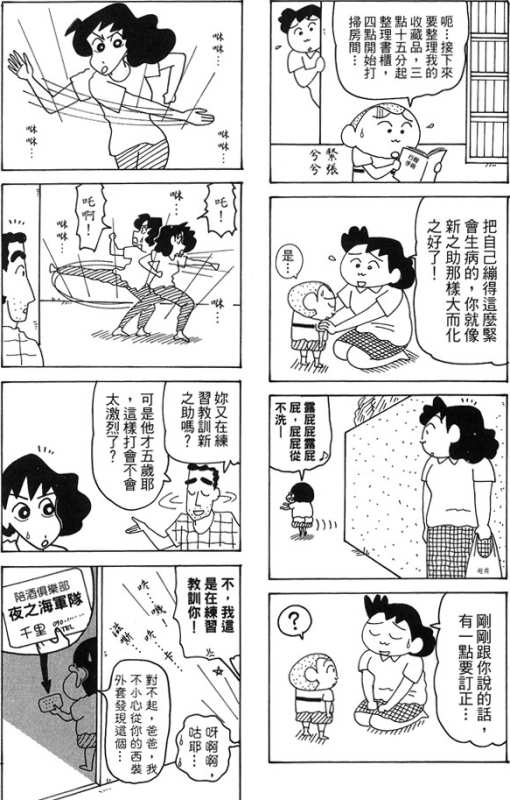 呃…接下來
要整理我的
收藏品，三
點十五分起
整理書櫃，
四點開始打
掃房間…
緊張
兮兮
把自己繃得這麼緊
會生病的，你就像
新之助那樣大而化
之好了！
是…
露屁屁露屁
屁，屁屁從
不洗—
剛剛跟你說的話，
有一點要訂正…
？
咻…
咻…
咻…
咻…
吒！
吒啊！
咻…
咻…
咻…
咻…
妳又在練
習教訓新
之助嗎？
可是他才五歲耶
，這樣打會不會
太激烈了？
不，我這
是在練習
教訓你！
呀啊啊，
咕耶…
對不起，爸爸，我
不小心從你的西裝
外套發現這個…
陪酒俱樂部
夜之海軍隊
千里
090-
TEL